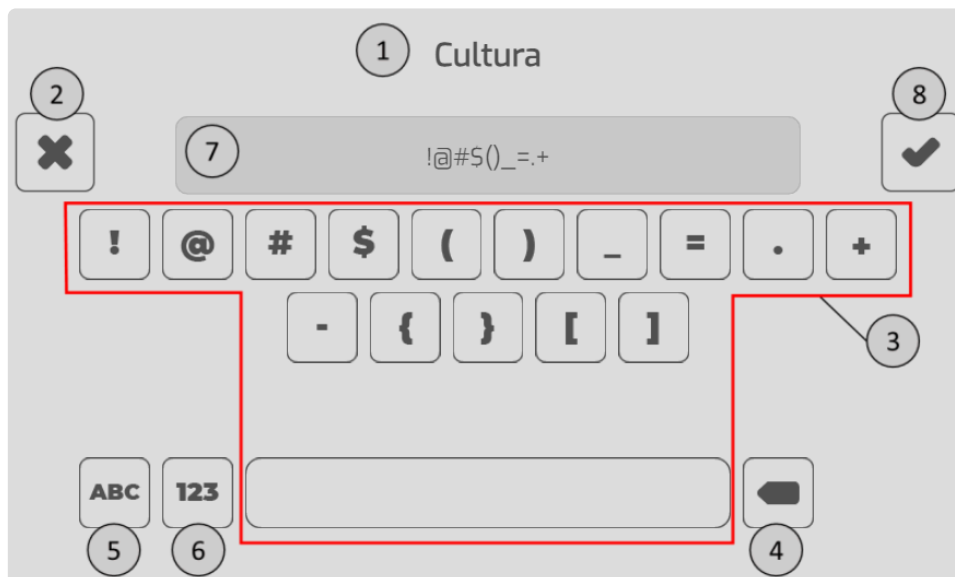 1 Cultura
2 8
7 !@#$()_=.+
! @ # $ ( ) _ = . +
3
- { } [ ]
ABC 123
5 6 4